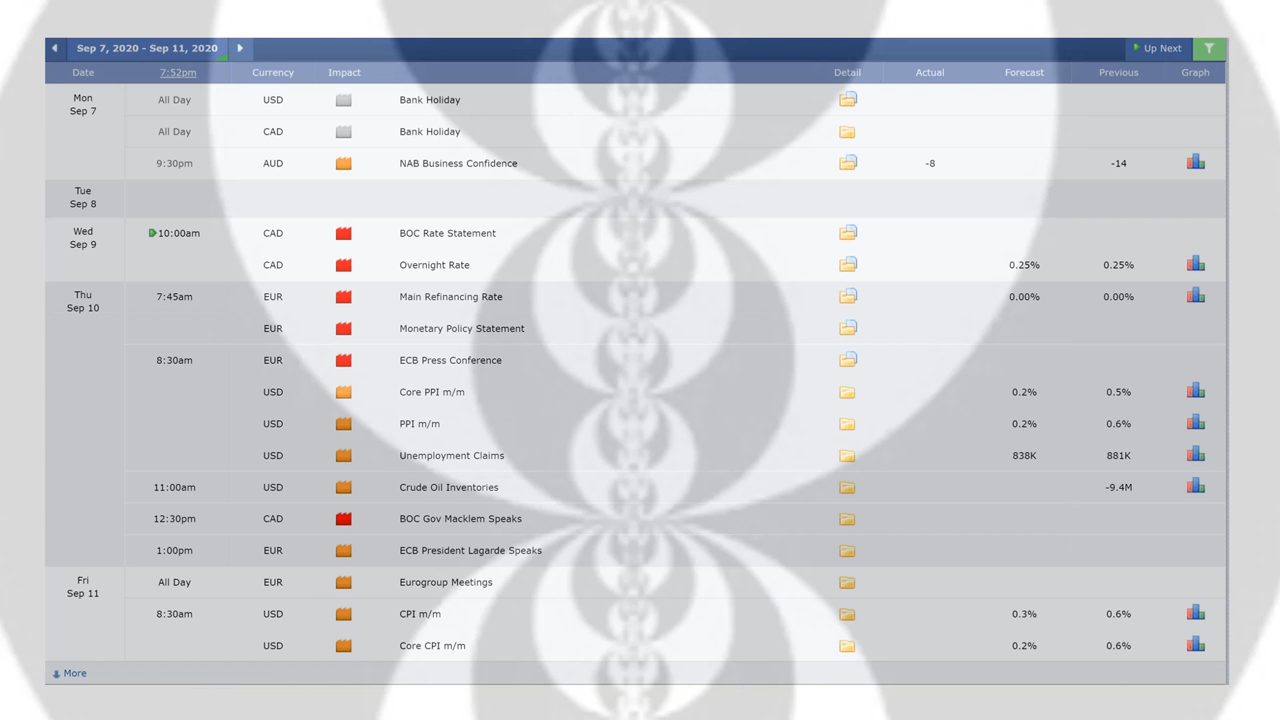 Sep 7, 2020 - Sep 11, 2020 Up Next
Date 7:52pm Currency Impact Detail Actual Forecast Previous Graph
Mon
Sep 7
All Day USD Bank Holiday
All Day CAD Bank Holiday
9:30pm AUD NAB Business Confidence -8 -14
Tue
Sep 8
Wed
Sep 9
10:00am CAD BOC Rate Statement
CAD Overnight Rate 0.25% 0.25%
Thu
Sep 10
7:45am EUR Main Refinancing Rate 0.00% 0.00%
EUR Monetary Policy Statement
8:30am EUR ECB Press Conference
USD Core PPI m/m 0.2% 0.5%
USD PPI m/m 0.2% 0.6%
USD Unemployment Claims 838K 881K
11:00am USD Crude Oil Inventories -9.4M
12:30pm CAD BOC Gov Macklem Speaks
1:00pm EUR ECB President Lagarde Speaks
Fri
Sep 11
All Day EUR Eurogroup Meetings
8:30am USD CPI m/m 0.3% 0.6%
USD Core CPI m/m 0.2% 0.6%
More